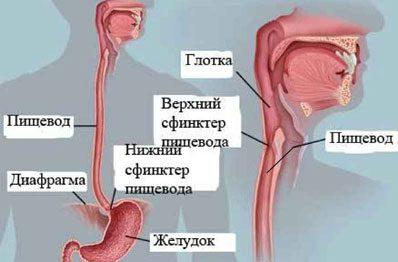 Пищевод
Диафрагма
Нижний
сфинктер
пищевода
Желудок
Глотка
Верхний
сфинктер
пищевода
Пищевод